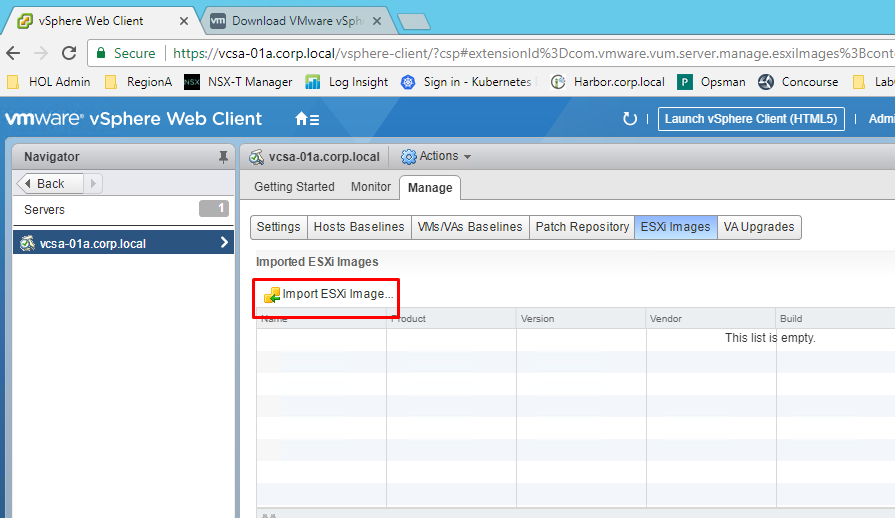 vSphere Web Client
Download VMware vSph
Secure https://vcsa-01a.corp.local/vsphere-client/?csp#extensionId%3Dcom.vmware.vum.server.manage.esxiImages%3Bconte
HOL Admin RegionA NSX-T Manager Log Insight Sign in - Kubernetes Harbor.corp.local Opsman Concourse Lab
vmware® vSphere Web Client Launch vSphere Client (HTML5) Admi
Navigator vcsa-01a.corp.local Actions
Back Getting Started Monitor Manage
Servers 1 Settings Hosts Baselines VMs/VAs Baselines Patch Repository ESXi Images VA Upgrades
vcsa-01a.corp.local
Imported ESXi Images
Import ESXi Image...
Name Product Version Vendor Build
This list is empty.